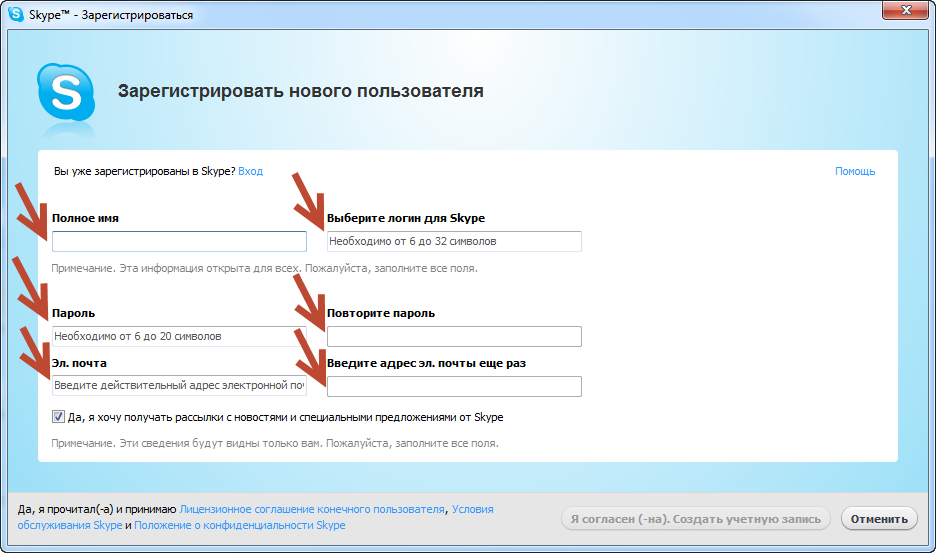 Skype™ - Зарегистрироваться
Зарегистрировать нового пользователя
Вы уже зарегистрированы в Skype? Вход
Помощь
Полное имя
Выберите логин для Skype
Необходимо от 6 до 32 символов
Примечание. Эта информация открыта для всех. Пожалуйста, заполните все поля.
Пароль
Повторите пароль
Необходимо от 6 до 20 символов
Эл. почта
Введите адрес эл. почты еще раз
Введите действительный адрес электронной поч
Да, я хочу получать рассылки с новостями и специальными предложениями от Skype
Примечание. Эти сведения будут видны только вам. Пожалуйста, заполните все поля.
Да, я прочитал(-а) и принимаю Лицензионное соглашение конечного пользователя, Условия
обслуживания Skype и Положение о конфиденциальности Skype
Я согласен (-на). Создать учетную запись
Отменить